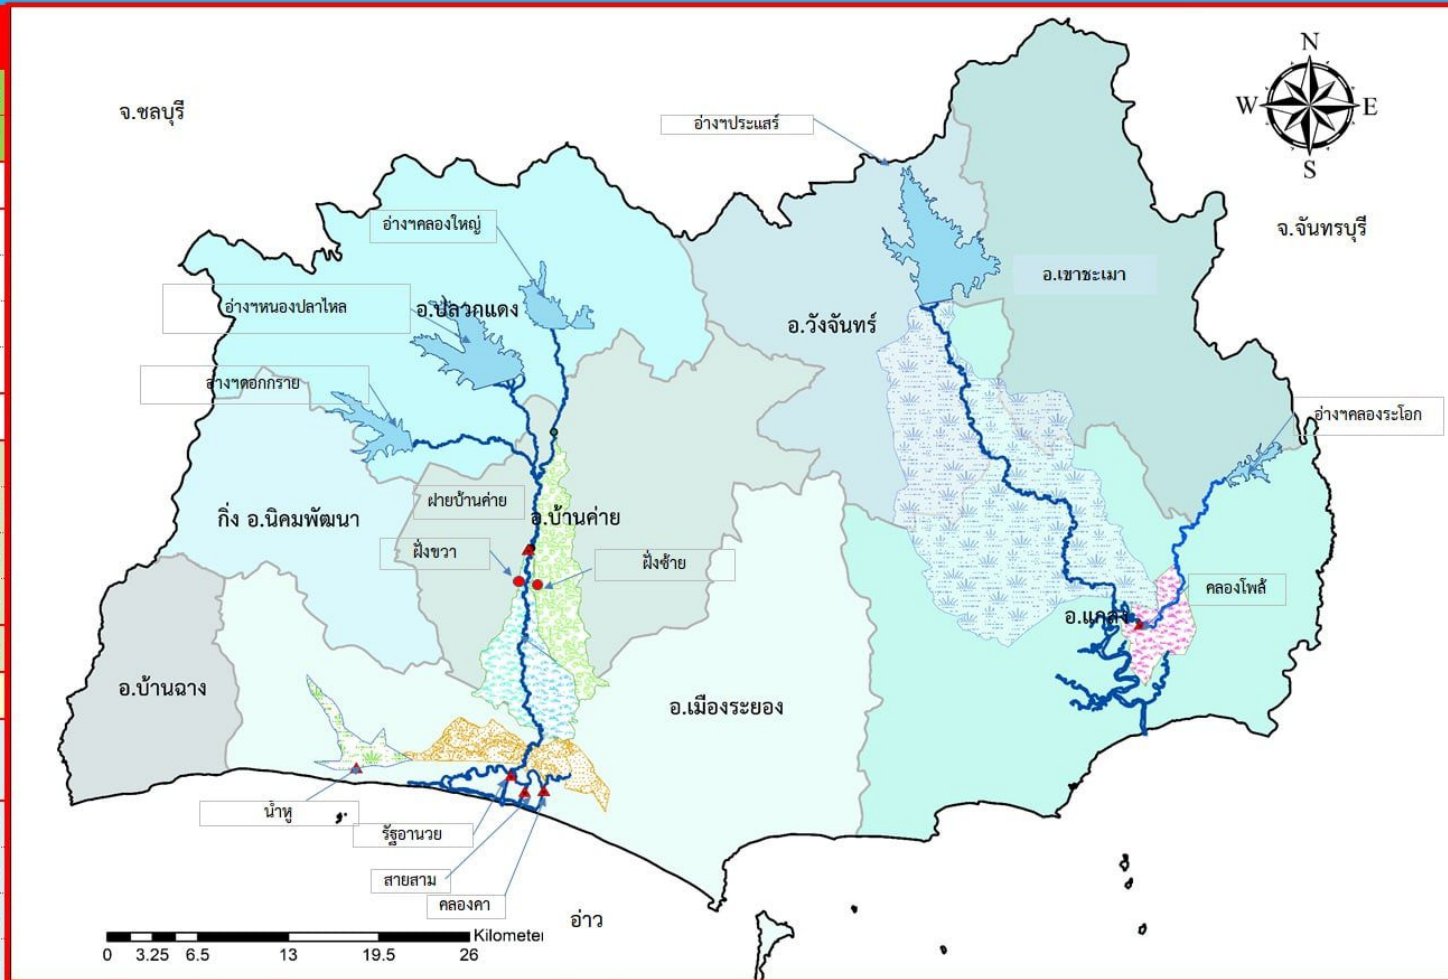 N
W E
S
จ.ชลบุรี
อ่างฯประแสร์
จ.จันทรบุรี
อ่างฯคลองใหญ่
อ.เขาชะเมา
อ่างฯหนองปลาไหล
อ.ปลวกแดง
อ.วังจันทร์
อ่างฯดอกกราย
อ่างฯคลองระโอก
ฝายบ้านค่าย
กิ่ง อ.นิคมพัฒนา
อ.บ้านค่าย
ฝั่งขวา
ฝั่งซ้าย
คลองโพล้
อ.แกลง
อ.บ้านฉาง
อ.เมืองระยอง
น้ำหู
รัฐอานวย
สายสาม
คลองคา
อ่าว
Kilometer
0 3.25 6.5 13 19.5 26